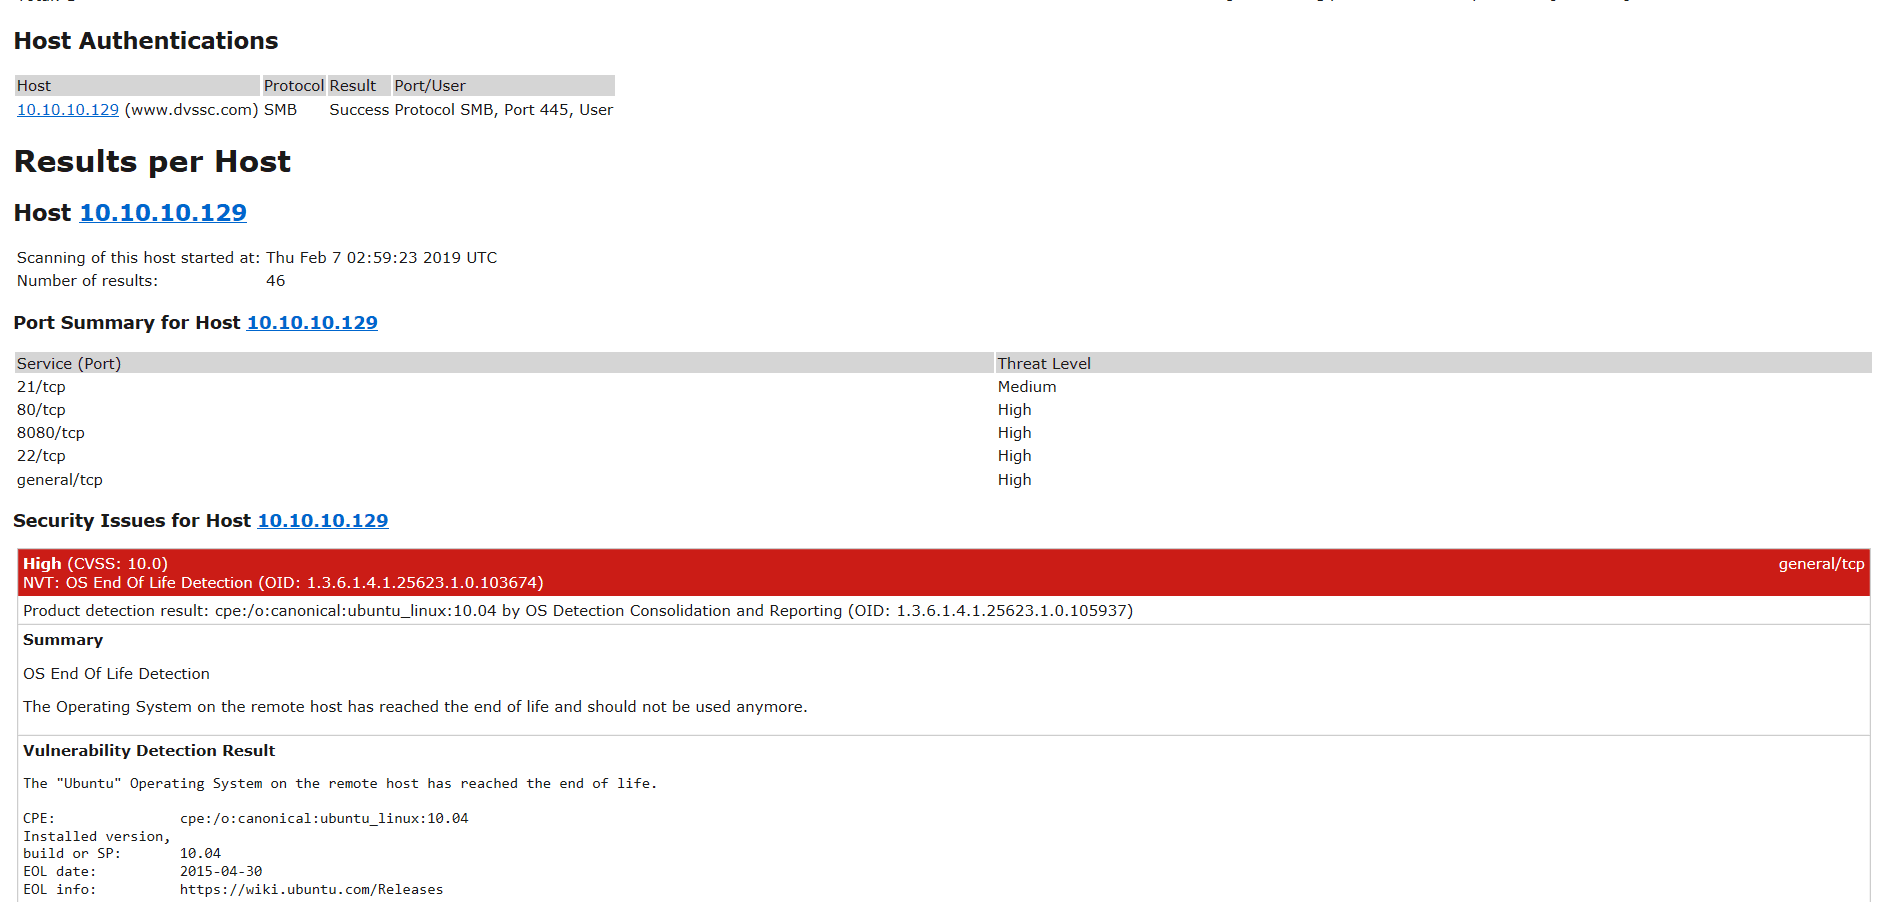 Host Authentications
Host Protocol Result Port/User
10.10.10.129 (www.dvssc.com) SMB Success Protocol SMB, Port 445, User
Results per Host
Host 10.10.10.129
Scanning of this host started at: Thu Feb 7 02:59:23 2019 UTC
Number of results: 46
Port Summary for Host 10.10.10.129
Service (Port) Threat Level
21/tcp Medium
80/tcp High
8080/tcp High
22/tcp High
general/tcp High
Security Issues for Host 10.10.10.129
High (CVSS: 10.0) general/tcp
NVT: OS End Of Life Detection (OID: 1.3.6.1.4.1.25623.1.0.103674)
Product detection result: cpe:/o:canonical:ubuntu_linux:10.04 by OS Detection Consolidation and Reporting (OID: 1.3.6.1.4.1.25623.1.0.105937)
Summary
OS End Of Life Detection
The Operating System on the remote host has reached the end of life and should not be used anymore.
Vulnerability Detection Result
The "Ubuntu" Operating System on the remote host has reached the end of life.
CPE: cpe:/o:canonical:ubuntu_linux:10.04
Installed version,
build or SP: 10.04
EOL date: 2015-04-30
EOL info: https://wiki.ubuntu.com/Releases